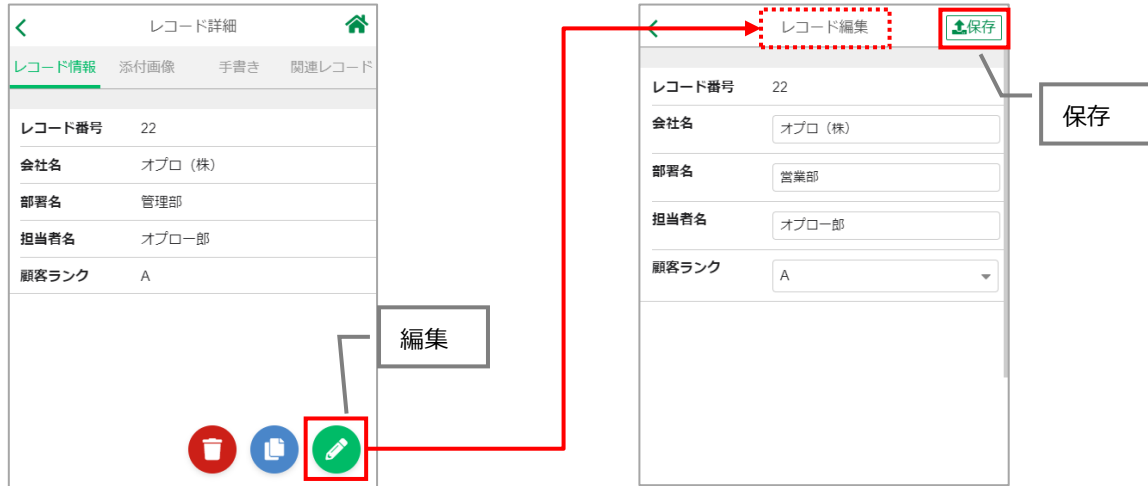 レコード詳細
レコード情報 添付画像 手書き 関連レコード
レコード番号 22
会社名 オプロ（株）
部署名 管理部
担当者名 オプロ一郎
顧客ランク A
編集
レコード編集 保存
レコード番号 22
会社名 オプロ（株）
部署名 営業部
担当者名 オプロ一郎
顧客ランク A
保存